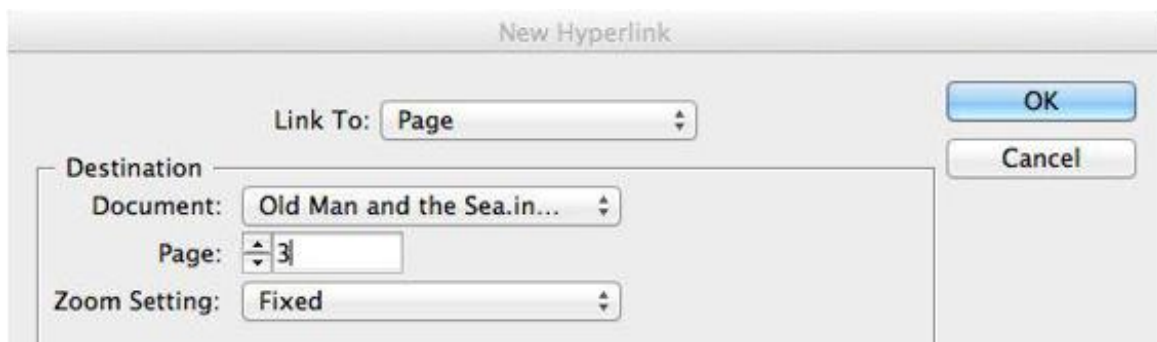 New Hyperlink
Link To: Page
OK
Cancel
Destination
Document: Old Man and the Sea.in...
Page: 3
Zoom Setting: Fixed